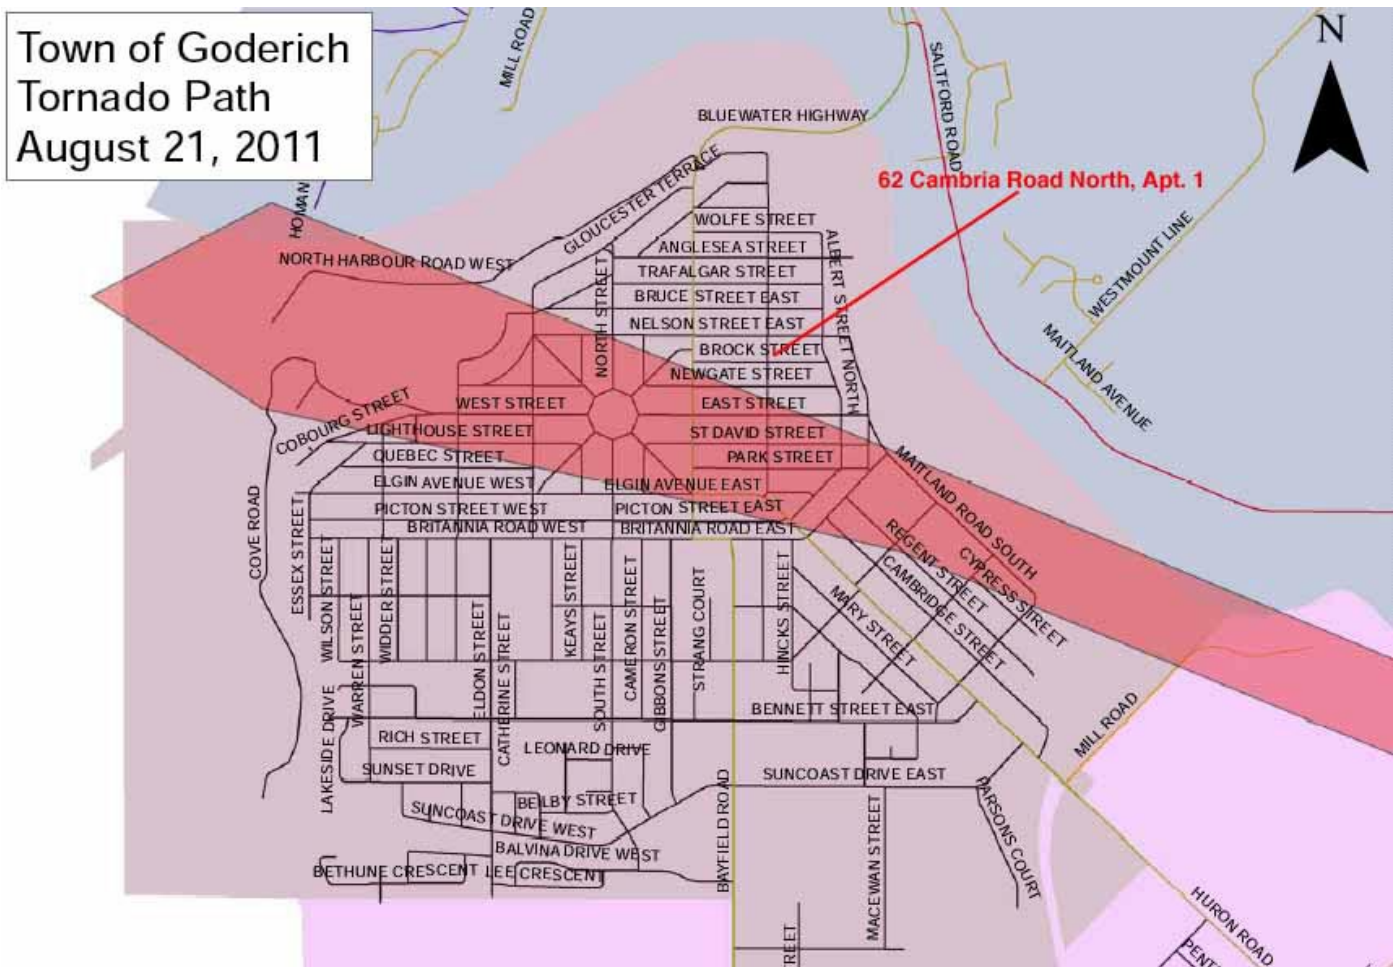 Town of Goderich
Tornado Path
August 21, 2011
N
MILL ROAD
SALTFORD ROAD
BLUEWATER HIGHWAY
62 Cambria Road North, Apt. 1
HOMAN
GLOUCESTER TERRACE
WOLFE STREET
ANGLESEA STREET
ALBERT STREET NORTH
WESTMOUNT LINE
NORTH HARBOUR ROAD WEST
NORTH STREET
TRAFALGAR STREET
BRUCE STREET EAST
NELSON STREET EAST
BROCK STREET
MAITLAND AVENUE
NEWGATE STREET
WEST STREET
EAST STREET
COBOURG STREET
LIGHTHOUSE STREET
ST DAVID STREET
QUEBEC STREET
PARK STREET
MAITLAND ROAD SOUTH
ELGIN AVENUE WEST
ELGIN AVENUE EAST
COVE ROAD
PICTON STREET WEST
PICTON STREET EAST
BRITANNIA ROAD WEST
BRITANNIA ROAD EAST
REGENT STREET
CYPRESS STREET
CAMBRIDGE STREET
MARY STREET
ESSEX STREET
WILSON STREET
WARREN STREET
WIDDER STREET
ELDON STREET
CATHERINE STREET
KEAYS STREET
SOUTH STREET
CAMERON STREET
GIBBONS STREET
STRANG COURT
HINCKS STREET
BENNETT STREET EAST
MILL ROAD
LAKESIDE DRIVE
RICH STREET
LEONARD DRIVE
SUNSET DRIVE
SUNCOAST DRIVE EAST
BEILBY STREET
SUNCOAST DRIVE WEST
BALVINA DRIVE WEST
BETHUNE CRESCENT
LEE CRESCENT
BAYFIELD ROAD
MACEWAN STREET
PARSONS COURT
HURON ROAD
REET
PENT